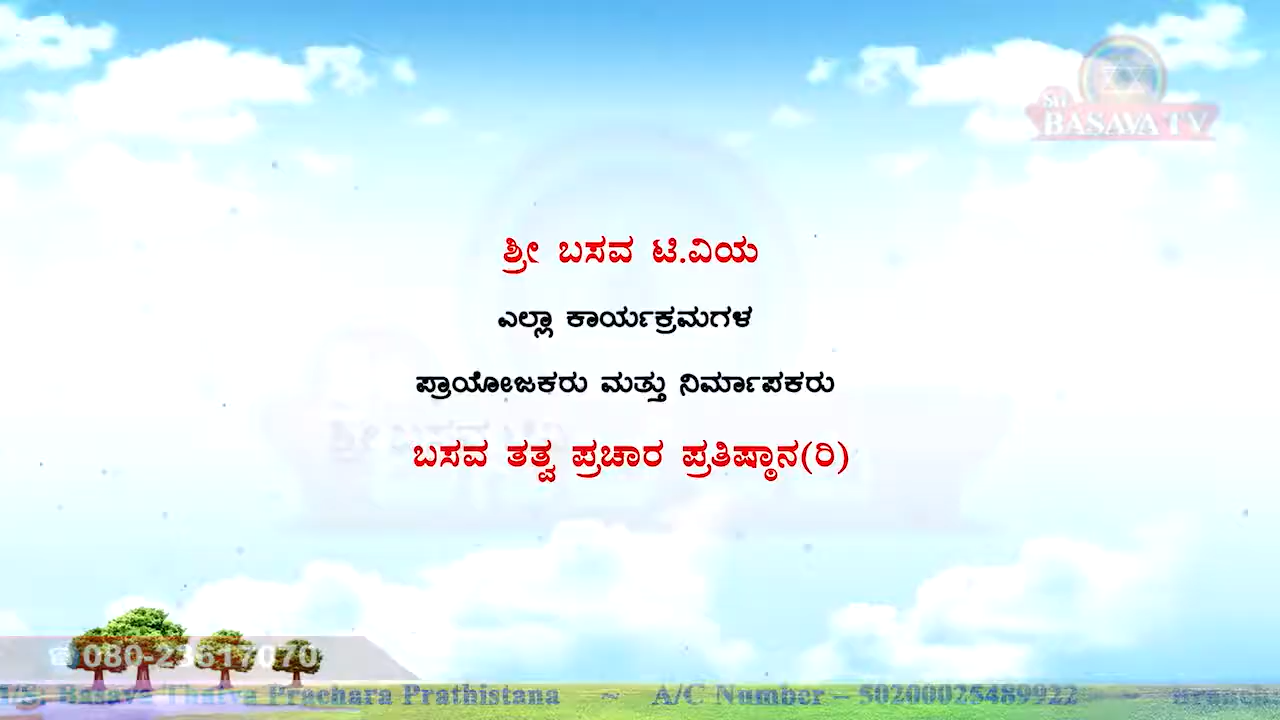 Sri
BASAVA TV
ಶ್ರೀ ಬಸವ ಟಿ.ವಿಯ
ಎಲ್ಲಾ ಕಾರ್ಯಕ್ರಮಗಳ
ಪ್ರಾಯೋಜಕರು ಮತ್ತು ನಿರ್ಮಾಪಕರು
ಬಸವ ತತ್ವ ಪ್ರಚಾರ ಪ್ರತಿಷ್ಠಾನ(ರಿ)
080-23617070
Basava Thatva Prachara Prathistana ~ A/C Number – 50200025489922 ~